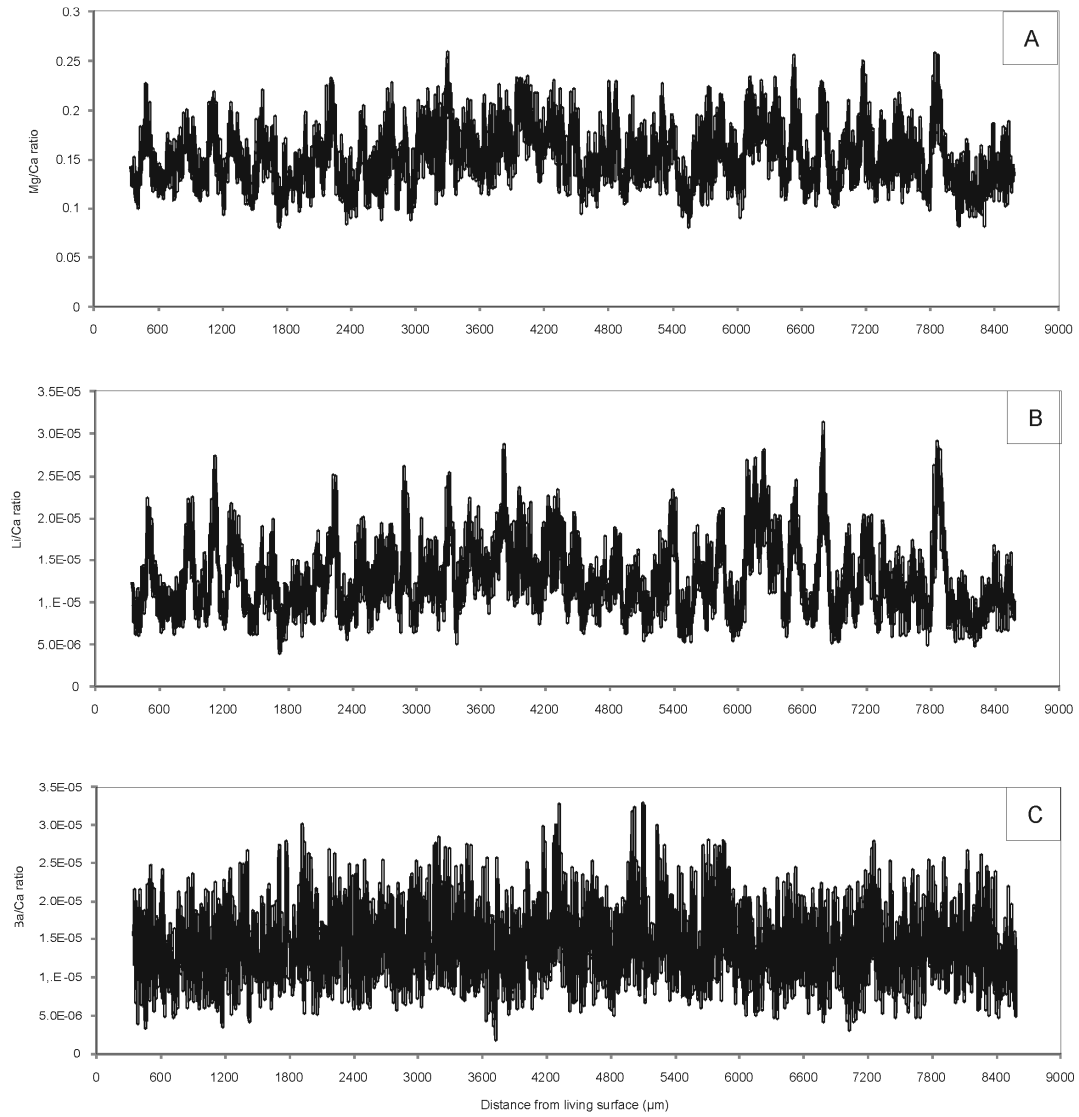 A
Mg/Ca ratio
0.3
0.25
0.2
0.15
0.1
0.05
0
0 600 1200 1800 2400 3000 3600 4200 4800 5400 6000 6600 7200 7800 8400 9000
B
Li/Ca ratio
3.5E-05
3.0E-05
2.5E-05
2.0E-05
1.5E-05
1,.E-05
5.0E-06
0
0 600 1200 1800 2400 3000 3600 4200 4800 5400 6000 6600 7200 7800 8400 9000
C
Ba/Ca ratio
3.5E-05
3.0E-05
2.5E-05
2.0E-05
1.5E-05
1,.E-05
5.0E-06
0
0 600 1200 1800 2400 3000 3600 4200 4800 5400 6000 6600 7200 7800 8400 9000
Distance from living surface (µm)